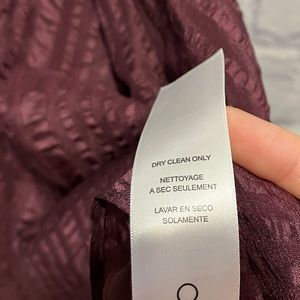 DRY CLEAN ONLY
NETTOYAGE
A SEC SEULEMENT
LAVAR EN SECO
SOLAMENTE